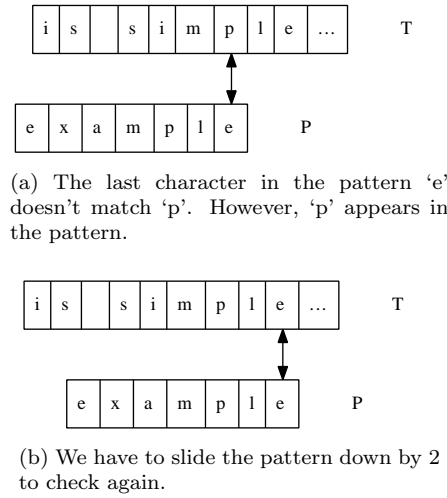 i s s i m p l e ... T
e x a m p l e P
(a) The last character in the pattern ‘e’
doesn’t match ‘p’. However, ‘p’ appears in
the pattern.
i s s i m p l e ... T
e x a m p l e P
(b) We have to slide the pattern down by 2
to check again.